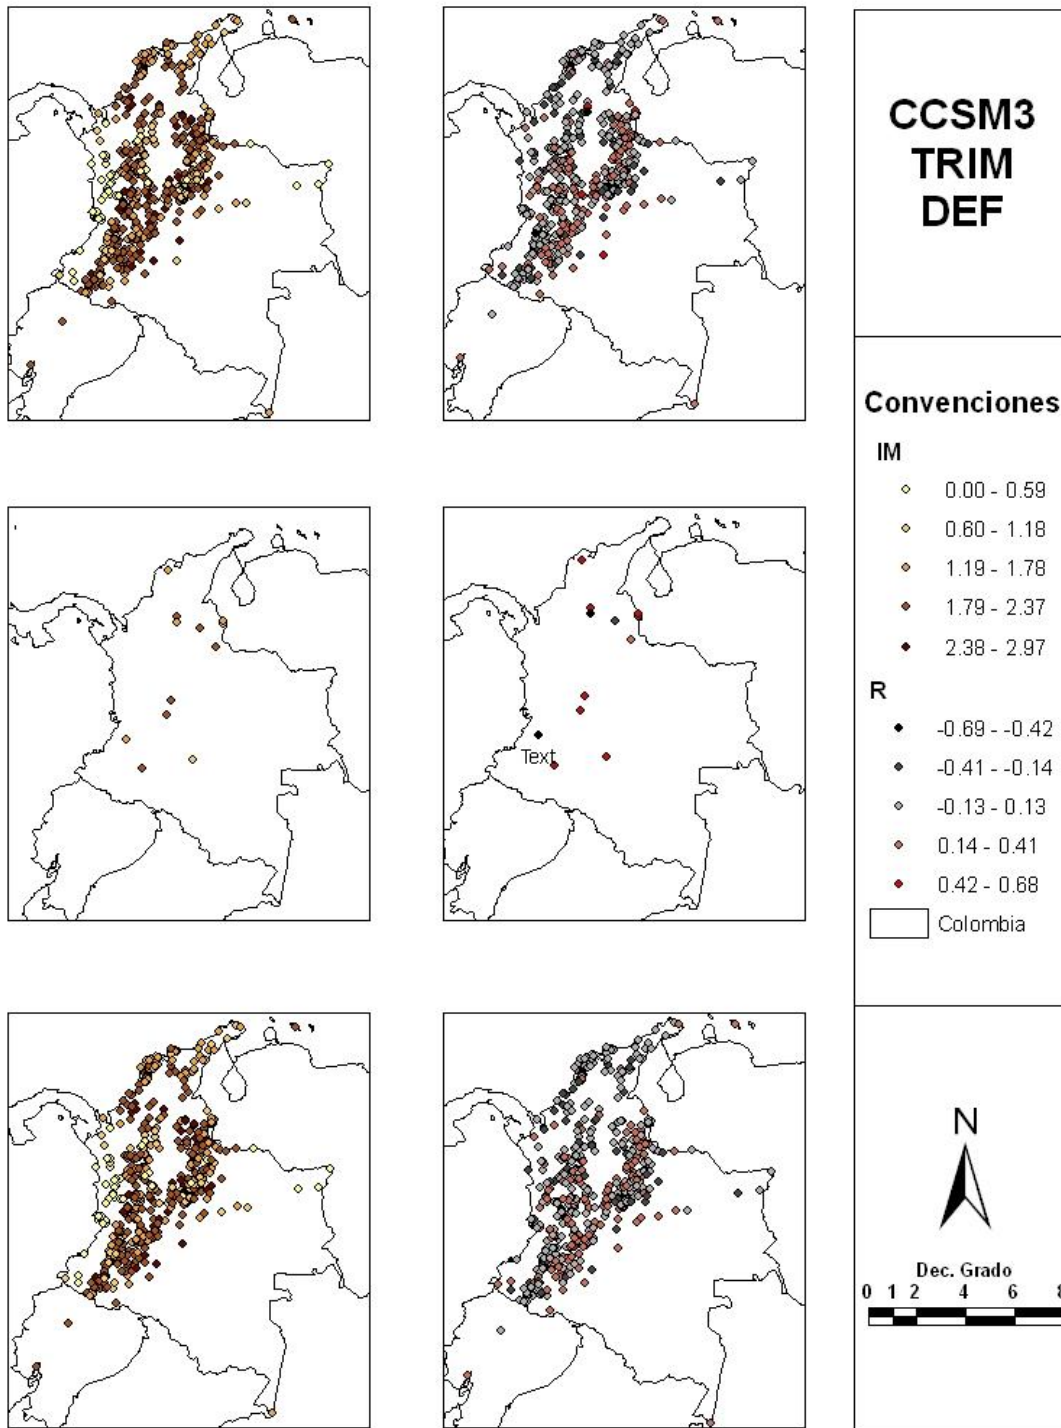 CCSM3
TRIM
DEF
Convenciones
IM
0.00 - 0.59
0.60 - 1.18
1.19 - 1.78
1.79 - 2.37
2.38 - 2.97
R
-0.69 - -0.42
-0.41 - -0.14
-0.13 - 0.13
0.14 - 0.41
0.42 - 0.68
Colombia
Text
N
Dec. Grado
0 1 2 4 6 8